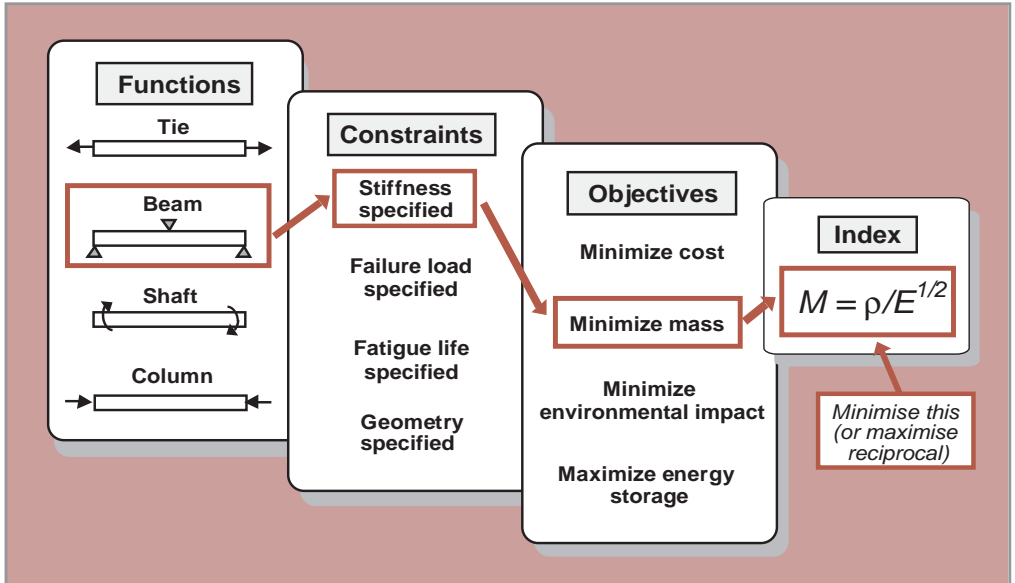 Functions
Tie
Beam
Shaft
Column
Constraints
Stiffness
specified
Failure load
specified
Fatigue life
specified
Geometry
specified
Objectives
Minimize cost
Minimize mass
Minimize
environmental impact
Maximize energy
storage
Index
M = ρ/E^{1/2}
Minimise this
(or maximise
reciprocal)